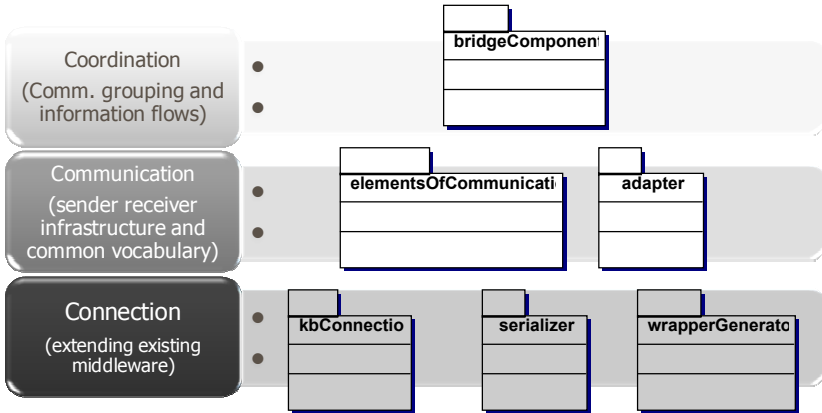 Coordination
(Comm. grouping and
information flows)
bridgeComponent
Communication
(sender receiver
infrastructure and
common vocabulary)
elementsOfCommunicati
adapter
Connection
(extending existing
middleware)
kbConnectio
serializer
wrapperGenerato